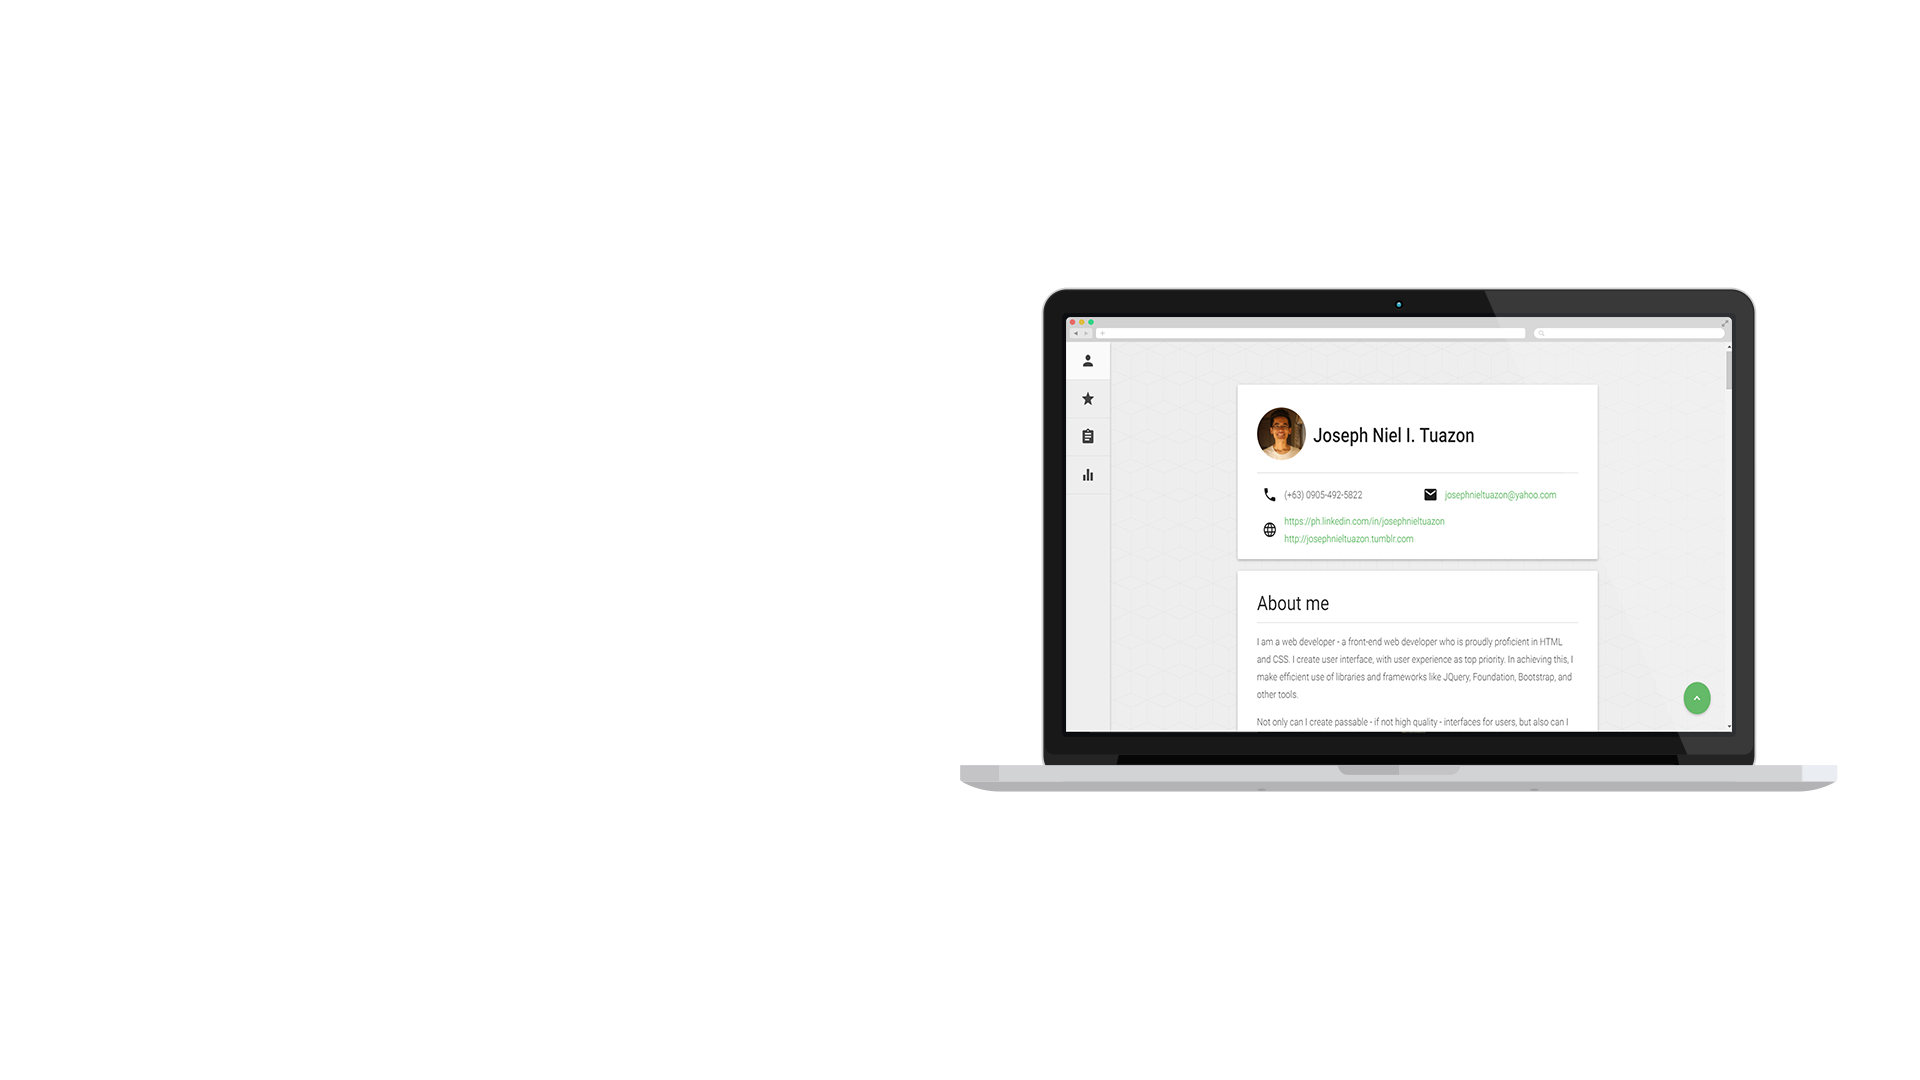 Joseph Niel I. Tuazon
(+63) 0905-492-5822
josephnieltuazon@yahoo.com
https://ph.linkedin.com/in/josephnieltuazon
http://josephnieltuazon.tumblr.com
About me
I am a web developer - a front-end web developer who is proudly proficient in HTML
and CSS. I create user interface, with user experience as top priority. In achieving this, I
make efficient use of libraries and frameworks like JQuery, Foundation, Bootstrap, and
other tools.
Not only can I create passable - if not high quality - interfaces for users, but also can I